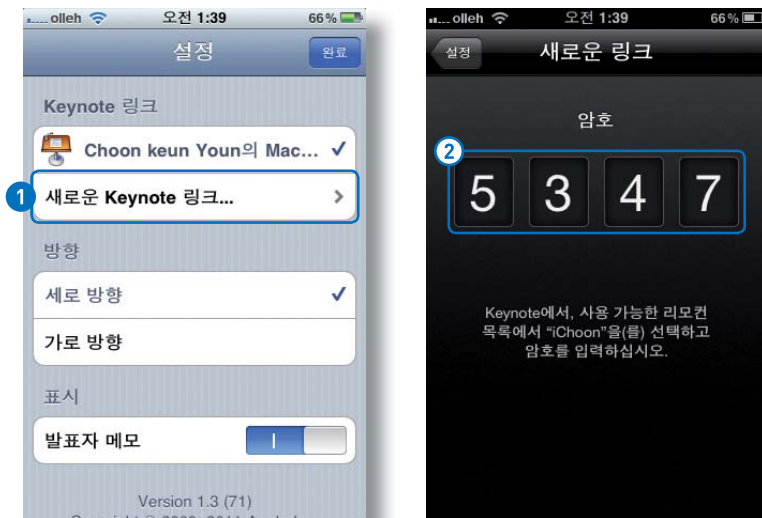 olleh 오전 1:39 66%
설정 완료
Keynote 링크
Choon keun Youn의 Mac...
1 새로운 Keynote 링크...
방향
세로 방향
가로 방향
표시
발표자 메모
Version 1.3 (71)
olleh 오전 1:39 66%
설정 새로운 링크
암호
2
5 3 4 7
Keynote에서, 사용 가능한 리모컨
목록에서 “iChoon”을(를) 선택하고
암호를 입력하십시오.